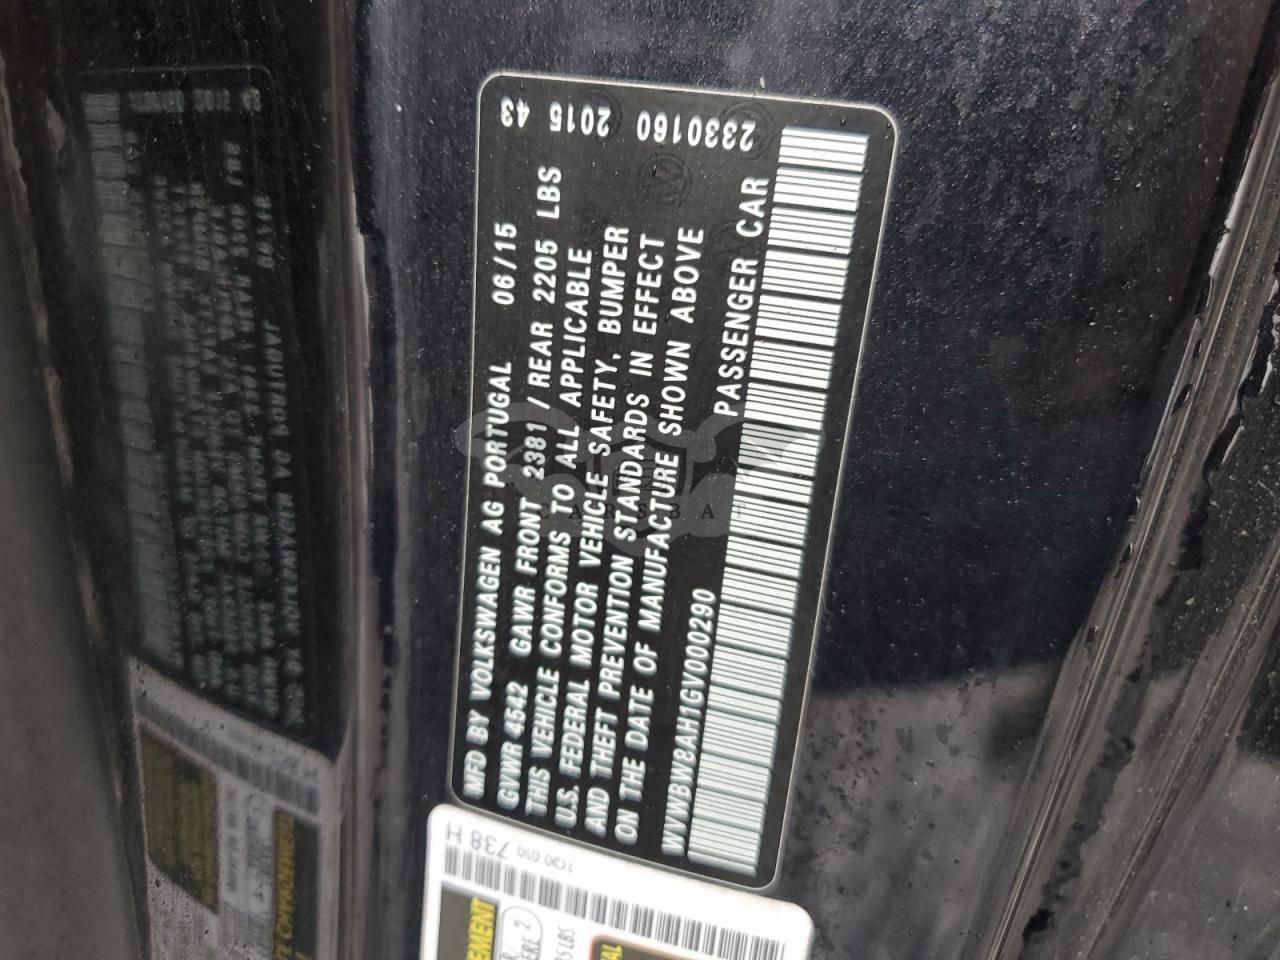 MFD BY VOLKSWAGEN AG PORTUGAL 06/15
GVWR 4542 GAWR FRONT 2381 / REAR 2205 LBS
THIS VEHICLE CONFORMS TO ALL APPLICABLE
U.S. FEDERAL MOTOR VEHICLE SAFETY, BUMPER
AND THEFT PREVENTION STANDARDS IN EFFECT
ON THE DATE OF MANUFACTURE SHOWN ABOVE
PASSENGER CAR
WVWBW8AH1GV000290
43 2015 2330160
CARSBAT
1Q0 010 738 H